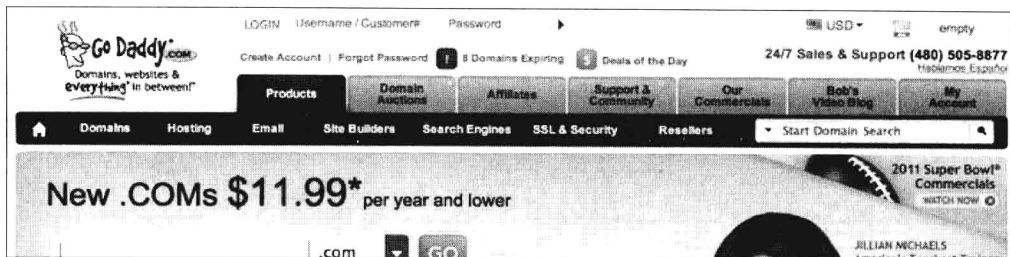 LOGIN Username / Customer# Password USD empty
Go Daddy.COM
Create Account | Forgot Password 8 Domains Expiring Deals of the Day 24/7 Sales & Support (480) 505-8877
Hablamos Español
Domains, websites &
everything* in between!™
Products Domain Auctions Affiliates Support & Community Our Commercials Bob's Video Blog My Account
Domains Hosting Email Site Builders Search Engines SSL & Security Resellers Start Domain Search
2011 Super Bowl®
Commercials
WATCH NOW
New .COMs $11.99* per year and lower
.com GO
JILLIAN MICHAELS